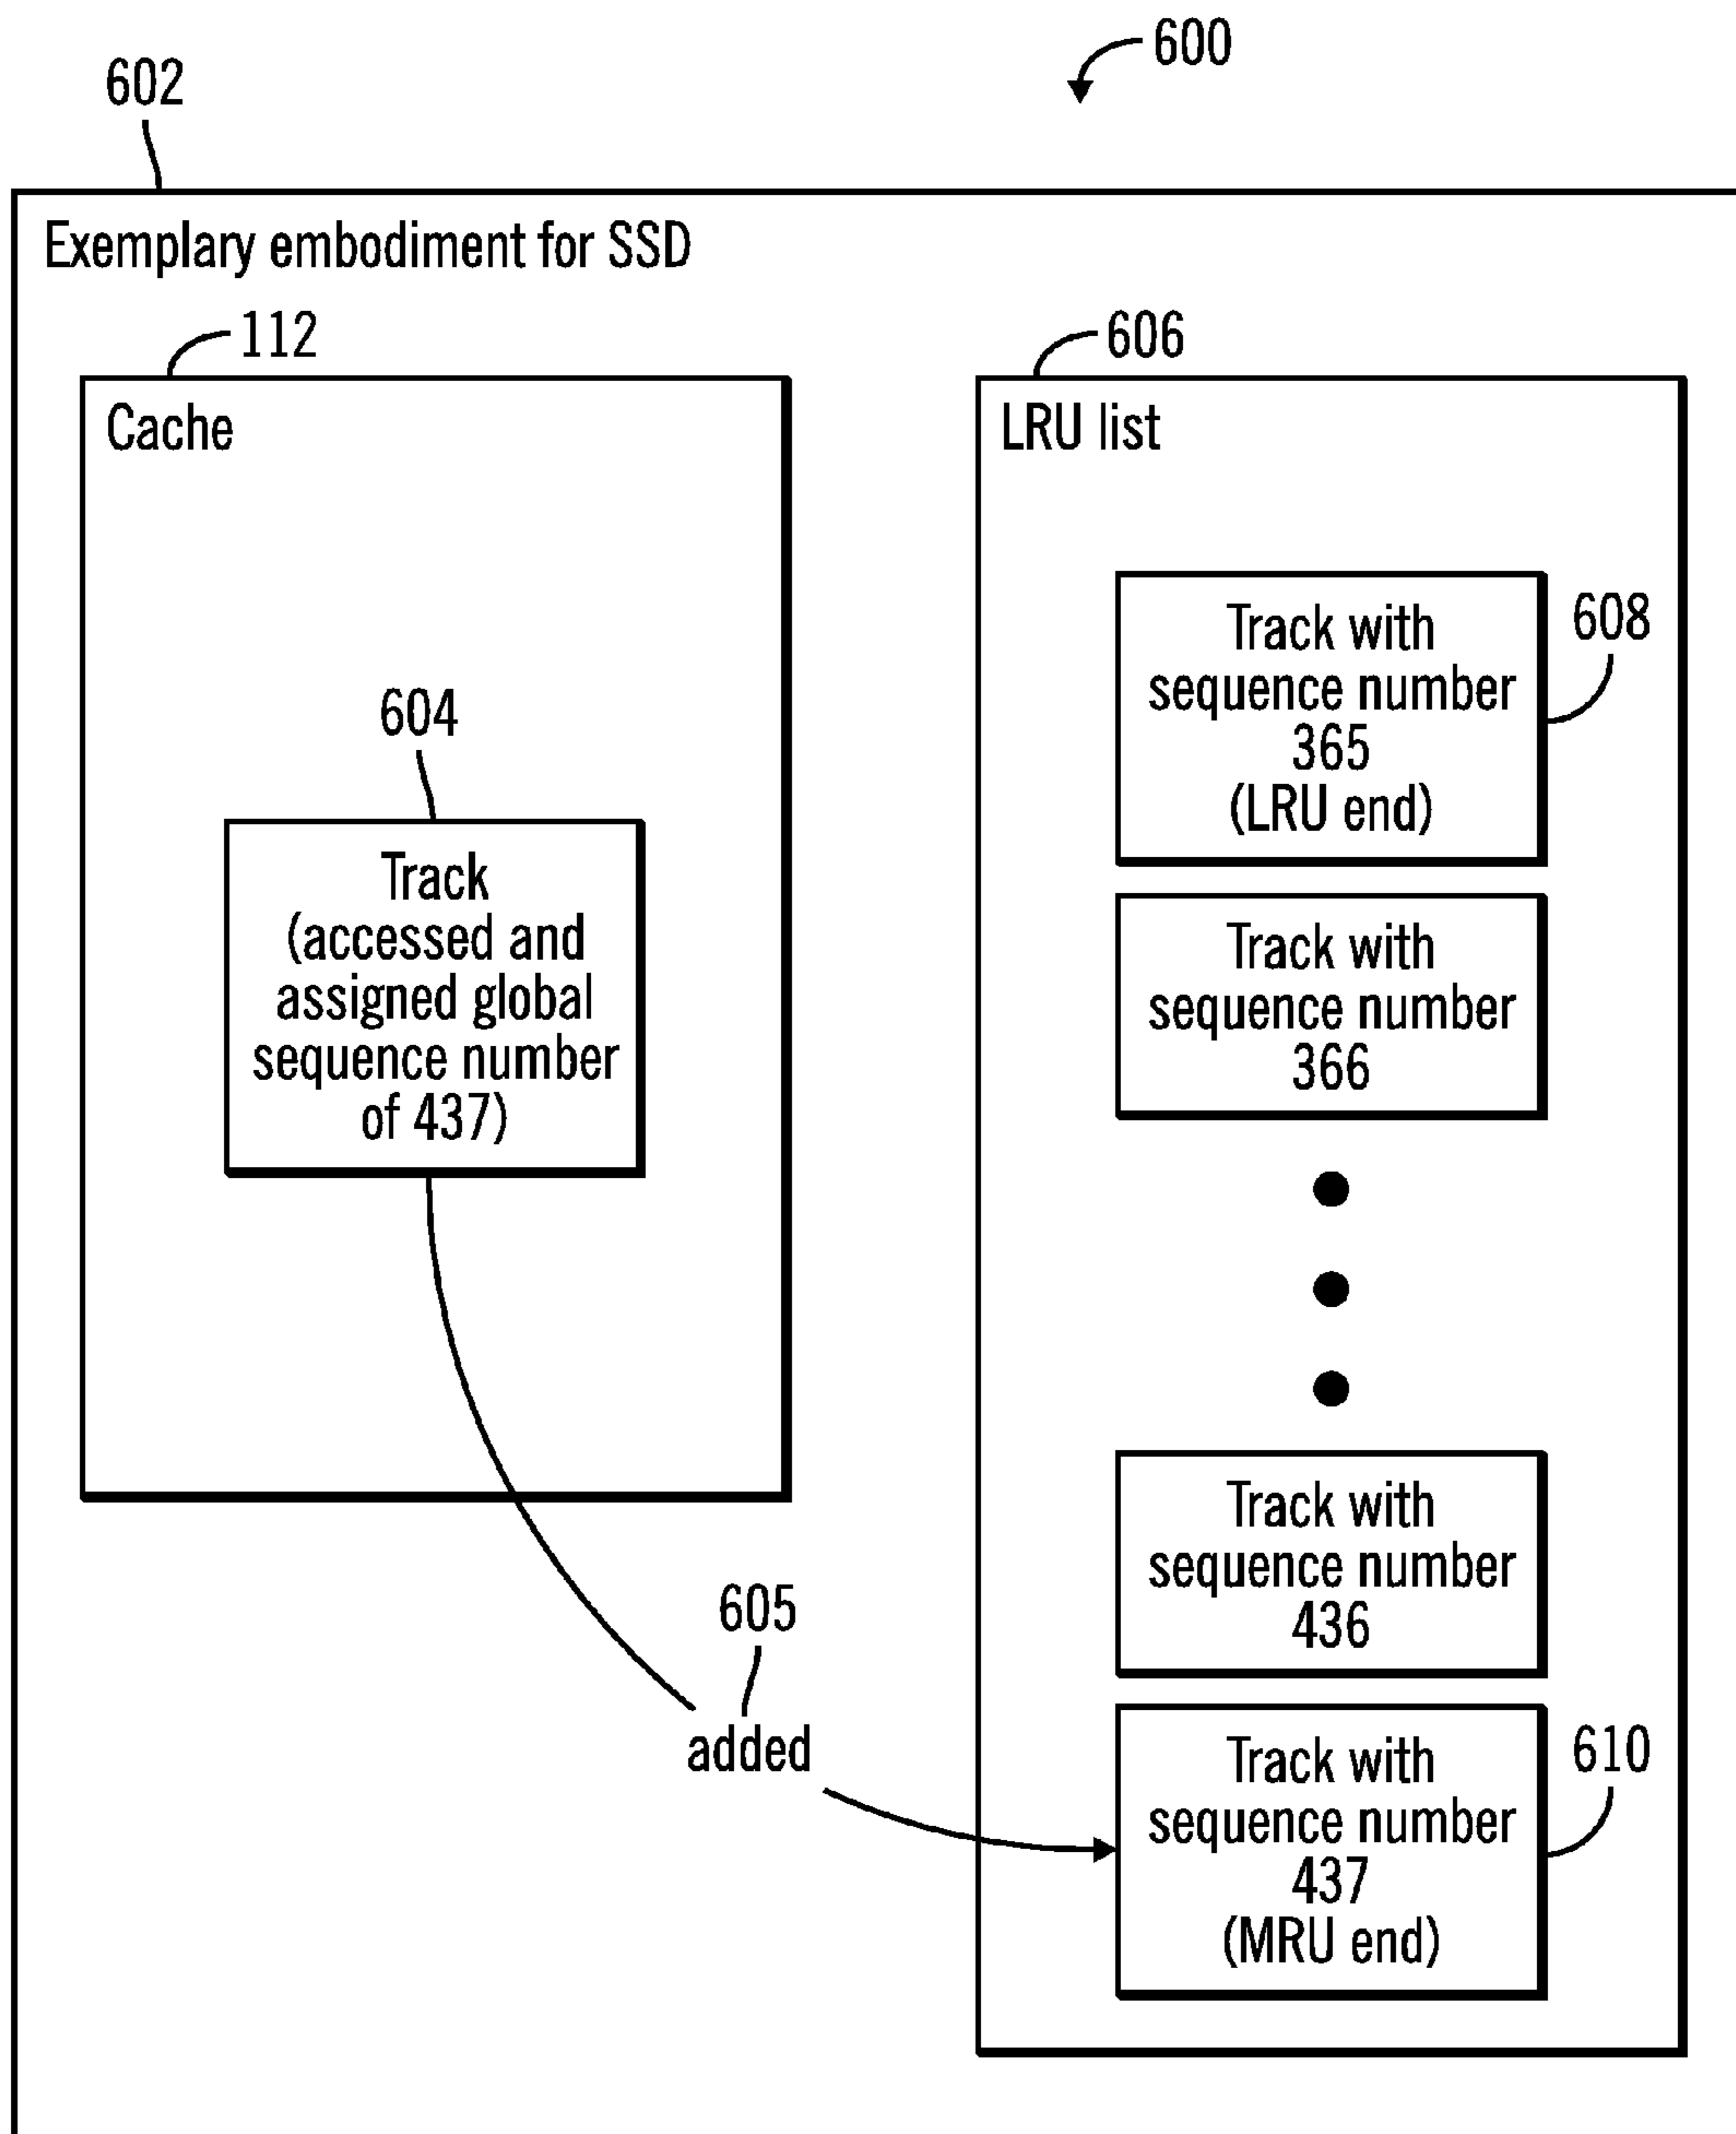 600
602
Exemplary embodiment for SSD
112
Cache
604
Track
(accessed and
assigned global
sequence number
of 437)
605
added
606
LRU list
Track with
sequence number
365
(LRU end)
608
Track with
sequence number
366
Track with
sequence number
436
Track with
sequence number
437
(MRU end)
610